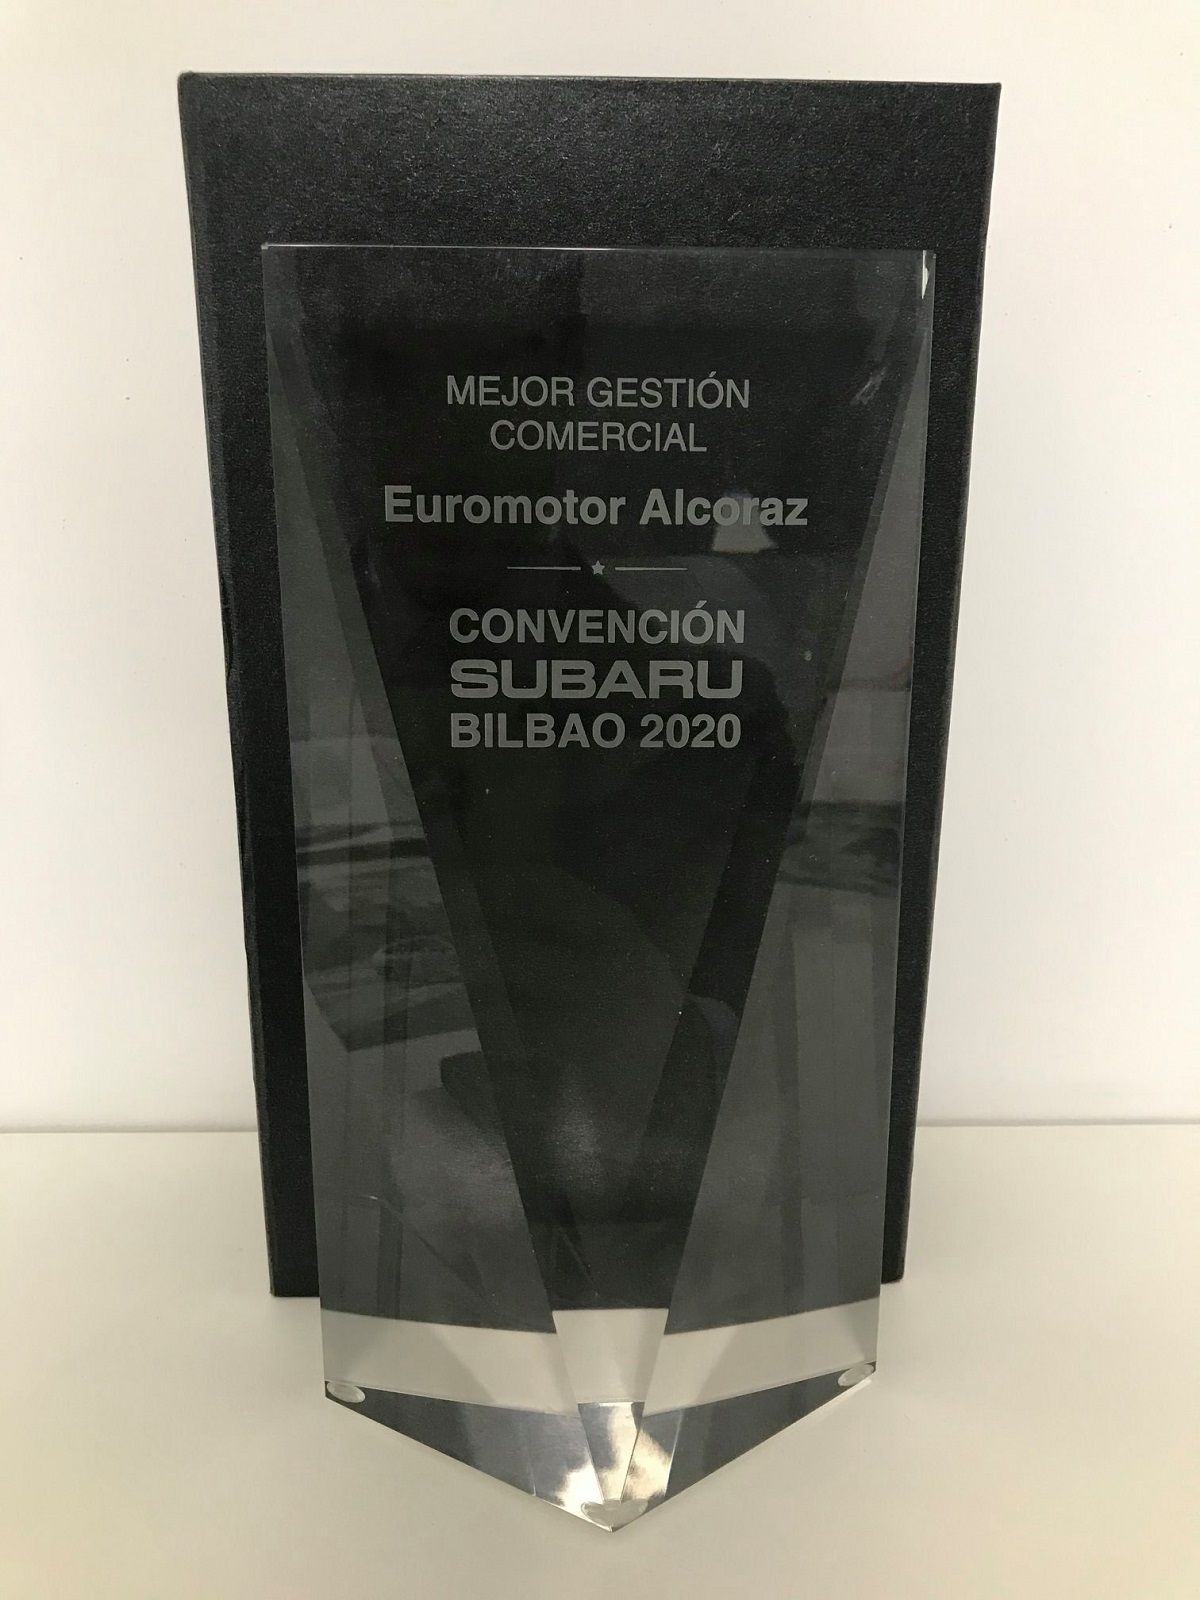 MEJOR GESTIÓN
COMERCIAL
Euromotor Alcoraz
CONVENCIÓN
SUBARU
BILBAO 2020